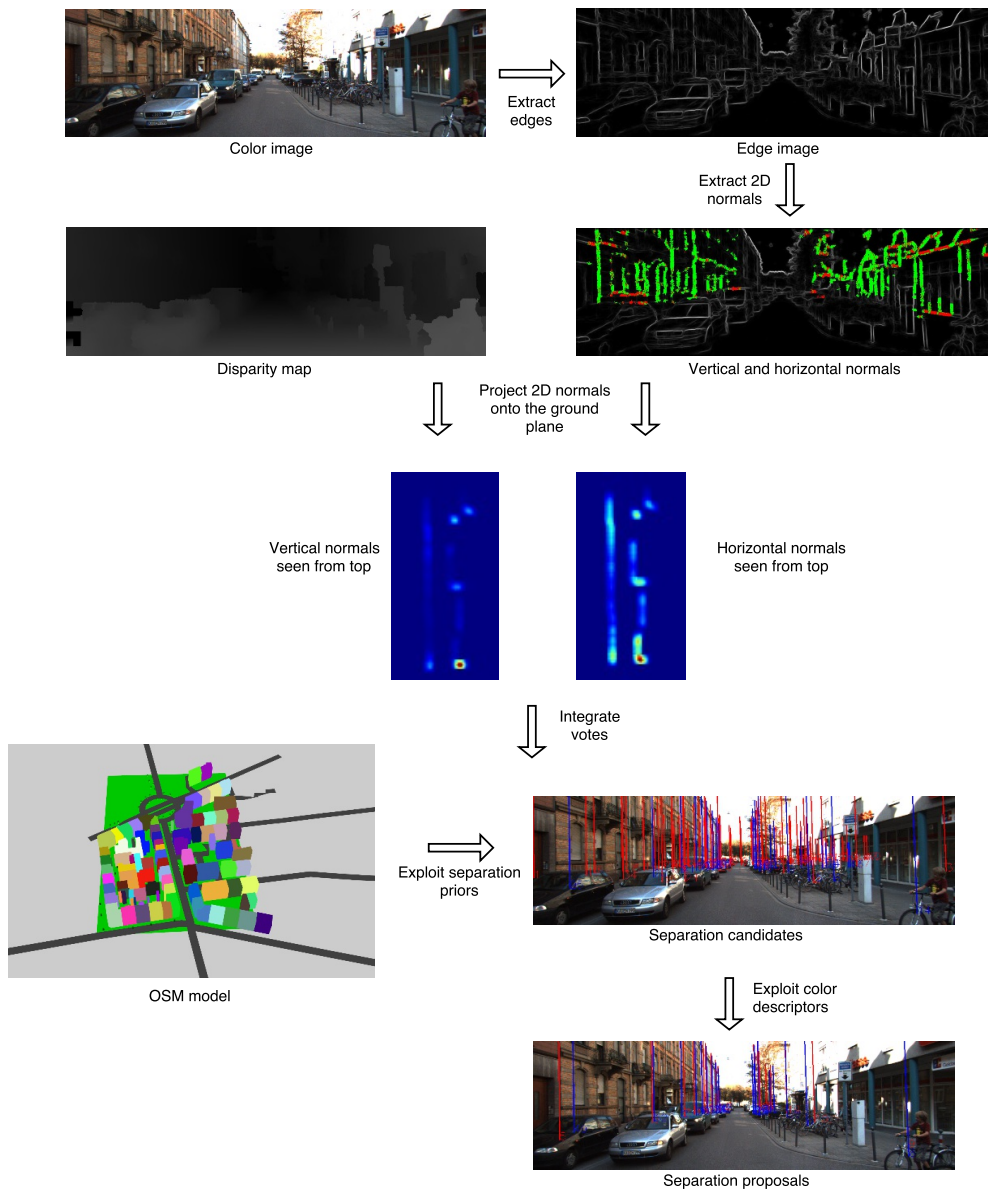 Extract
edges
Color image
Edge image
Extract 2D
normals
Disparity map
Vertical and horizontal normals
Project 2D normals
onto the ground
plane
Vertical normals
seen from top
Horizontal normals
seen from top
Integrate
votes
Exploit separation
priors
Separation candidates
OSM model
Exploit color
descriptors
Separation proposals